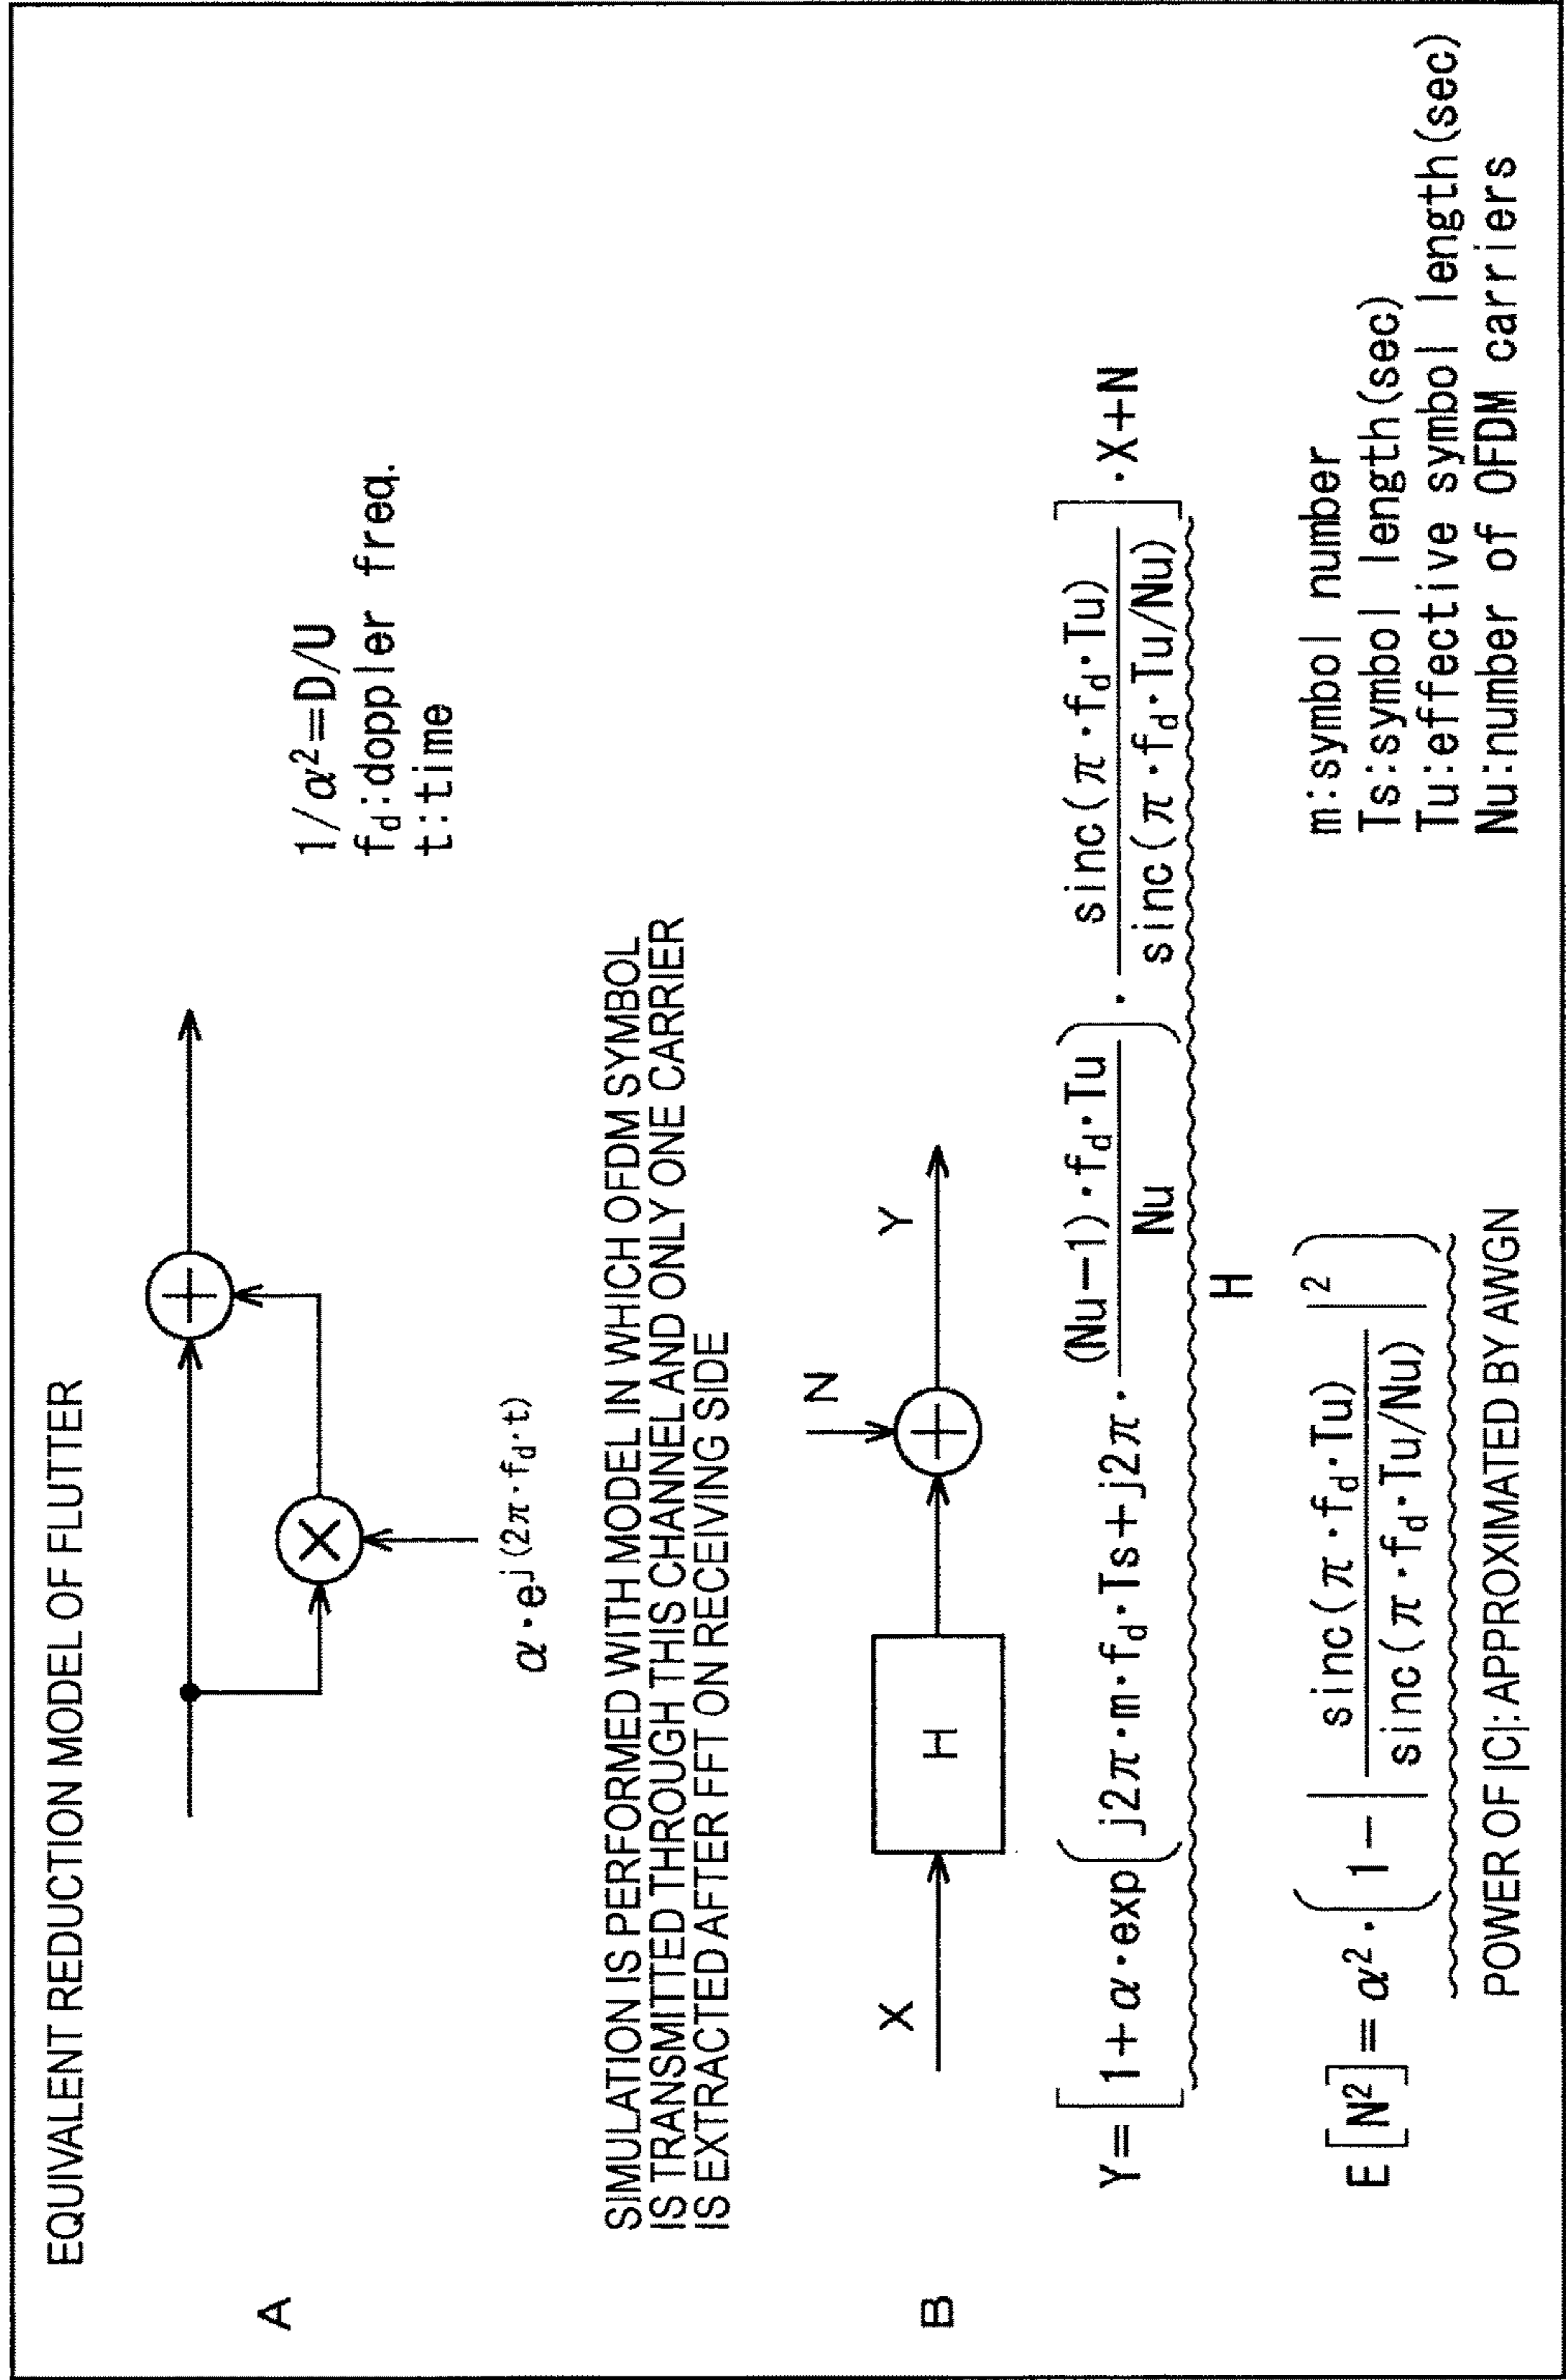 EQUIVALENT REDUCTION MODEL OF FLUTTER
A
α・e^j(2π・f_d・t)
1/α²=D/U
f_d:doppler freq.
t:time
SIMULATION IS PERFORMED WITH MODEL IN WHICH OFDM SYMBOL
IS TRANSMITTED THROUGH THIS CHANNEL AND ONLY ONE CARRIER
IS EXTRACTED AFTER FFT ON RECEIVING SIDE
B
X
H
N
Y
Y=[1+α・exp(j2π・m・f_d・Ts+j2π・(Nu−1)・f_d・Tu/Nu)・sinc(π・f_d・Tu)/sinc(π・f_d・Tu/Nu)]・X+N
H
E[N²]=α²・(1−|sinc(π・f_d・Tu)/sinc(π・f_d・Tu/Nu)|²)
POWER OF |C|: APPROXIMATED BY AWGN
m:symbol number
Ts:symbol length(sec)
Tu:effective symbol length(sec)
Nu:number of OFDM carriers